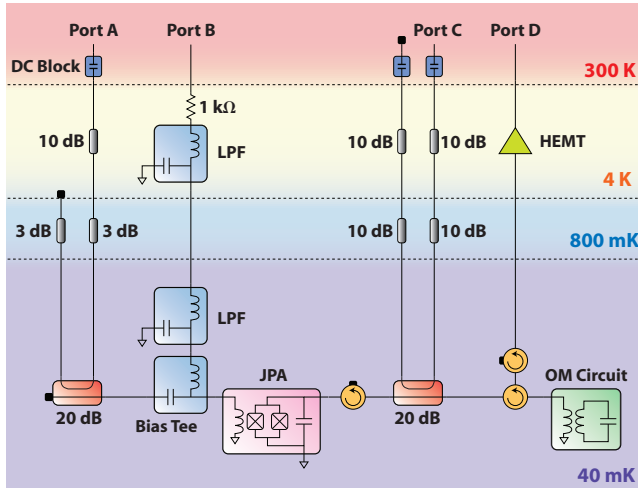 Port A Port B Port C Port D
DC Block
300 K
1 kΩ
10 dB LPF 10 dB 10 dB HEMT
4 K
3 dB 3 dB 10 dB 10 dB
800 mK
LPF
JPA OM Circuit
20 dB Bias Tee 20 dB
40 mK